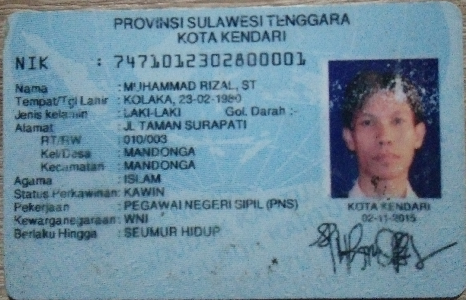 PROVINSI SULAWESI TENGGARA
KOTA KENDARI
NIK : 7471012302800001
Nama : MUHAMMAD RIZAL, ST
Tempat/Tgl Lahir : KOLAKA, 23-02-1980
Jenis kelamin : LAKI-LAKI Gol. Darah :-
Alamat : JL TAMAN SURAPATI
RT/RW : 010/003
Kel/Desa : MANDONGA
Kecamatan : MANDONGA
Agama : ISLAM
Status Perkawinan: KAWIN
Pekerjaan : PEGAWAI NEGERI SIPIL (PNS)
Kewarganegaraan: WNI
Berlaku Hingga : SEUMUR HIDUP
KOTA KENDARI
02-11-2015